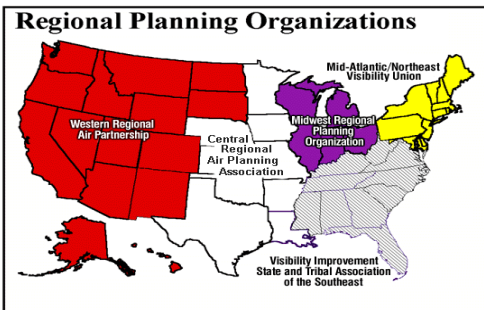 Regional Planning Organizations
Mid-Atlantic/Northeast
Visibility Union
Western Regional
Air Partnership
Midwest Regional
Planning
Organization
Central
Regional
Air Planning
Association
Visibility Improvement
State and Tribal Association
of the Southeast